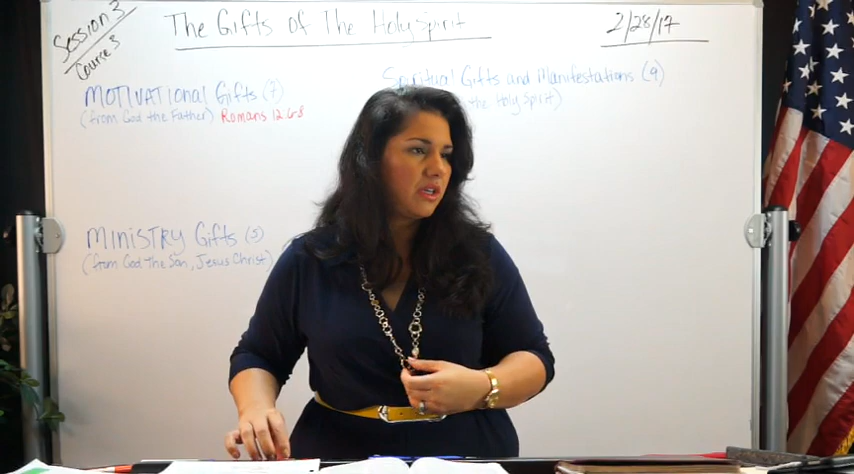 Session 3
Course 3
The Gifts of The Holy Spirit
2/28/17
MOTIVATIONAL Gifts (7)
(from God the Father) Romans 12 6-8
Spiritual Gifts and Manifestations (9)
the Holy Spirit)
MINISTRY Gifts (5)
(from God the Son, Jesus Christ)